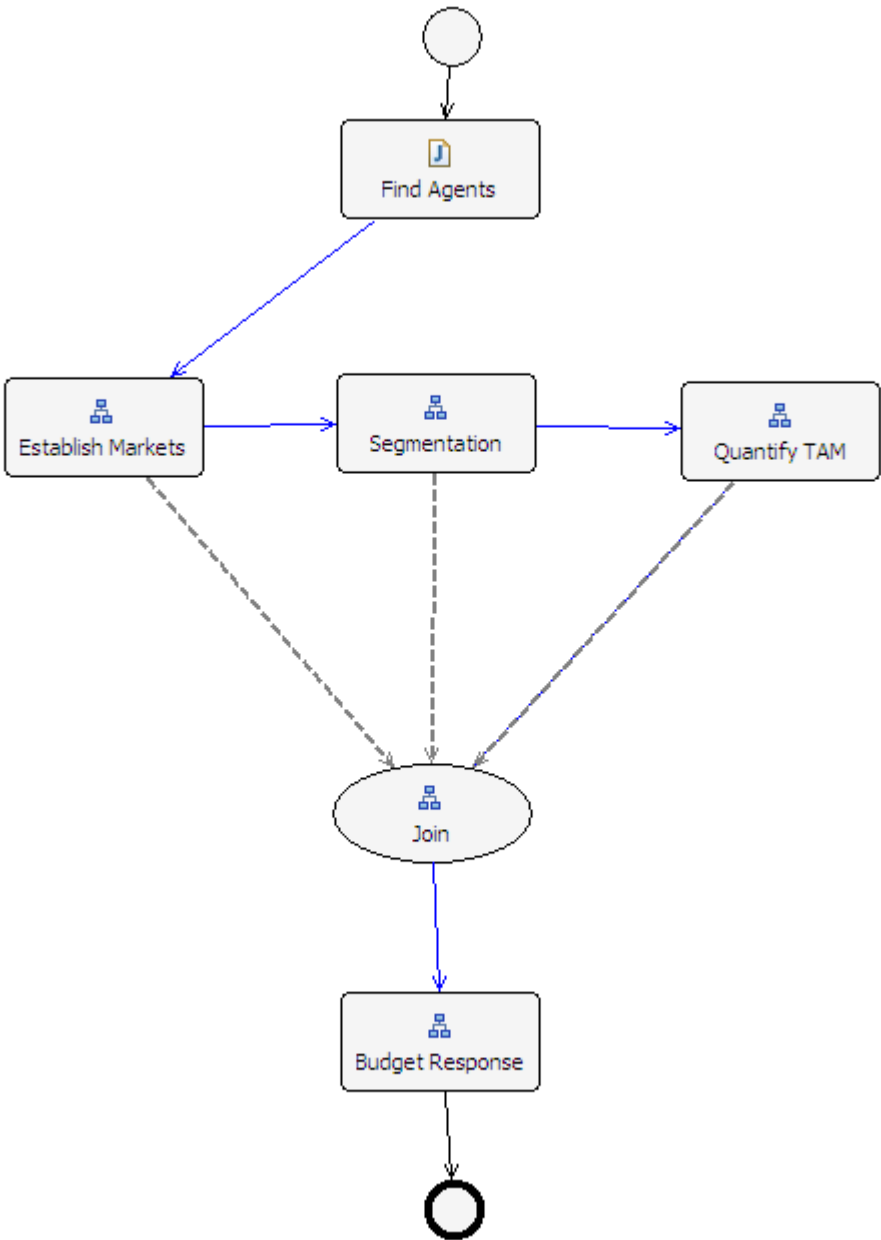 J
Find Agents
Establish Markets
Segmentation
Quantify TAM
Join
Budget Response